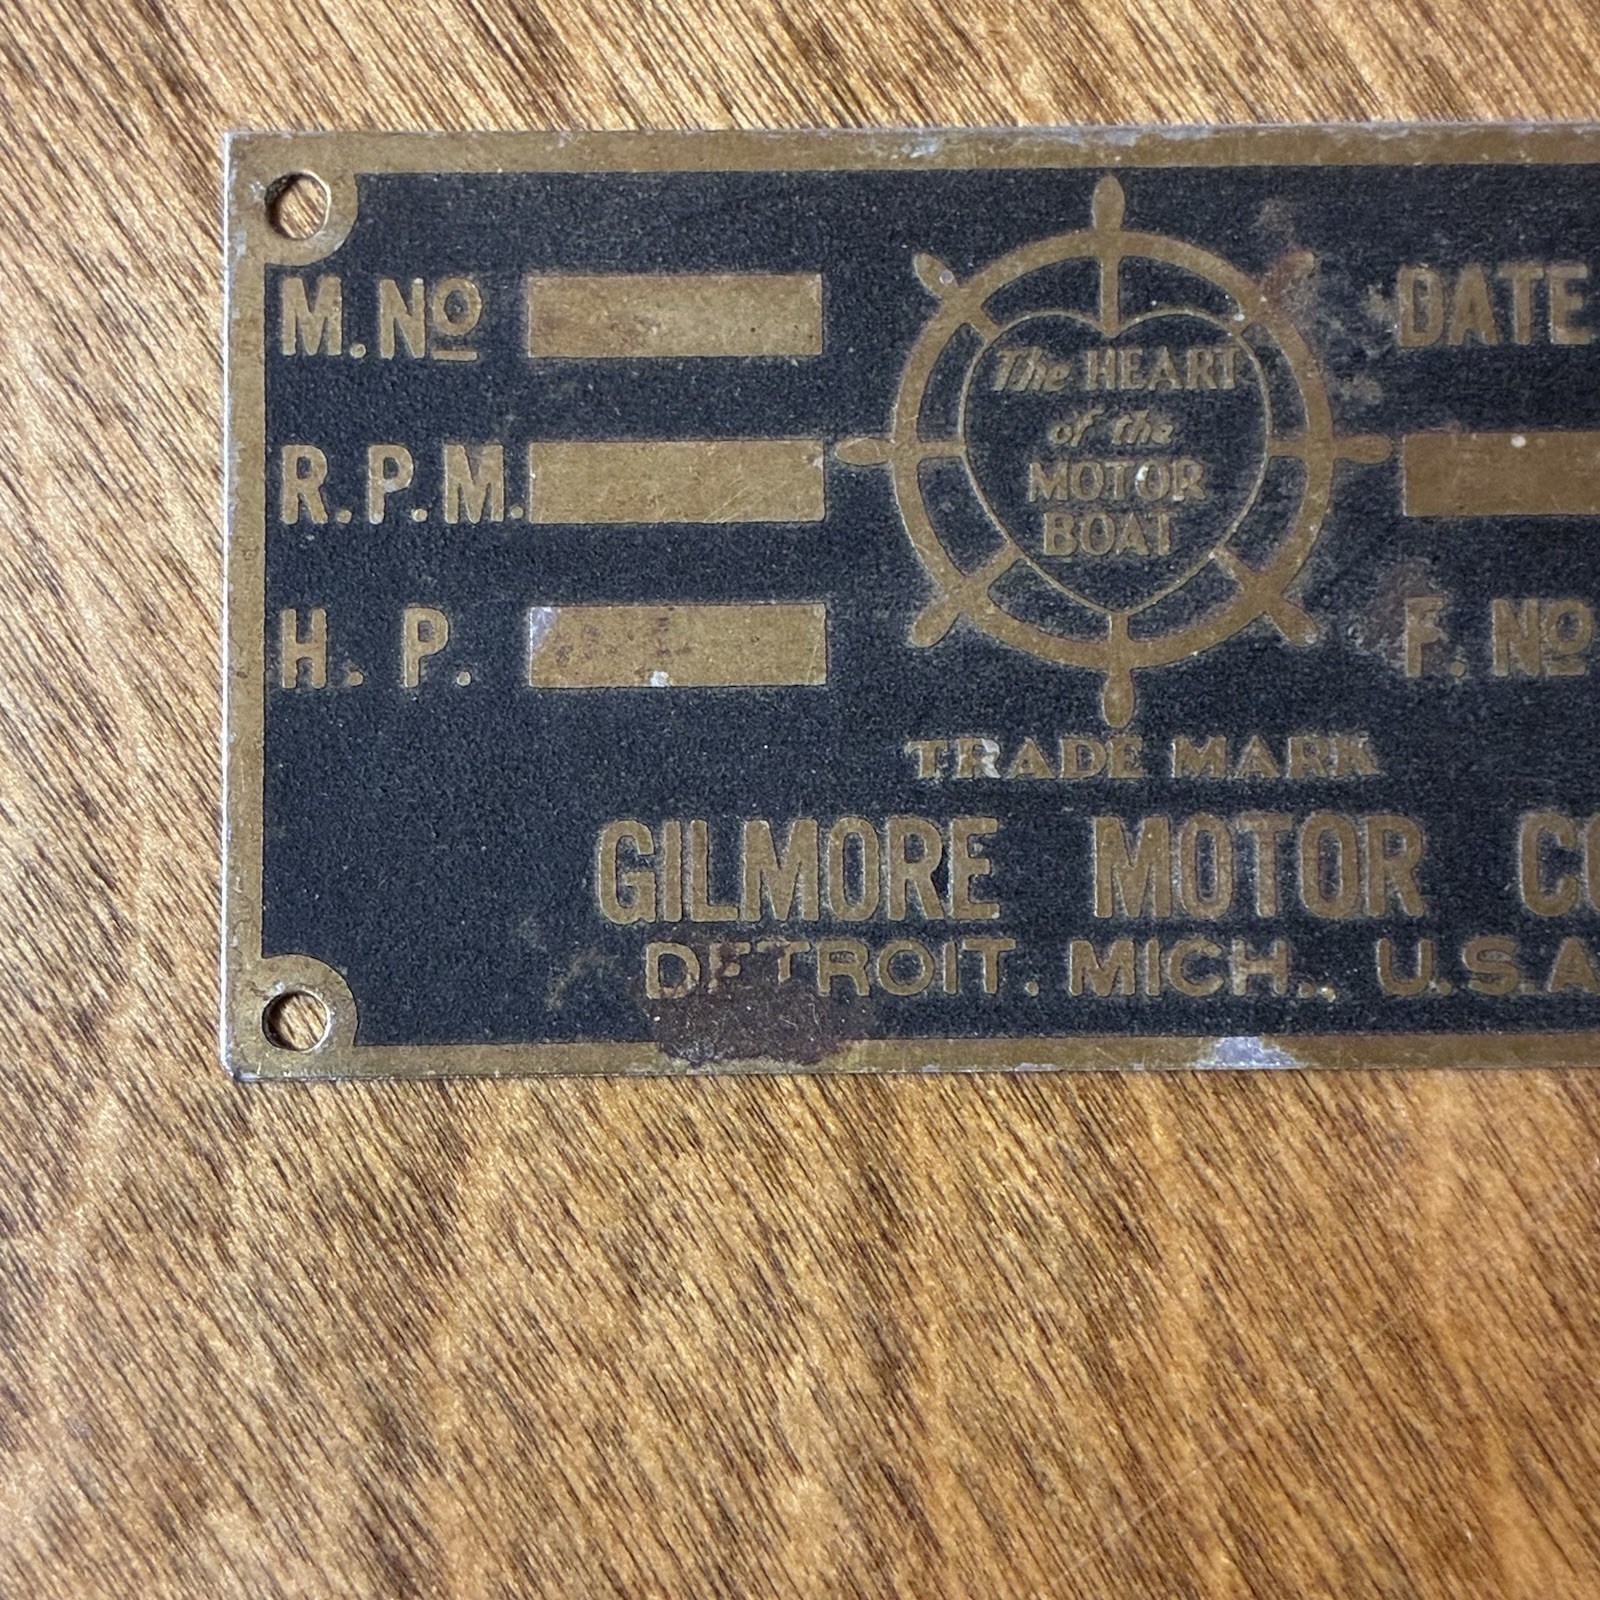 M. Nº
R.P.M.
H. P.
The HEART
of the
MOTOR
BOAT
TRADE MARK
DATE
F. Nº
GILMORE MOTOR CO
DETROIT. MICH., U.S.A